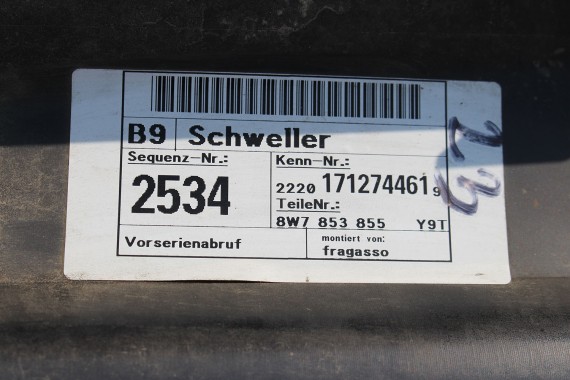 B9 Schweller
Sequenz-Nr.:
2534
Kenn-Nr.:
2220 171274461 9
TeileNr.:
8W7 853 855 Y9T
Vorserienabruf
montiert von:
fragasso
23